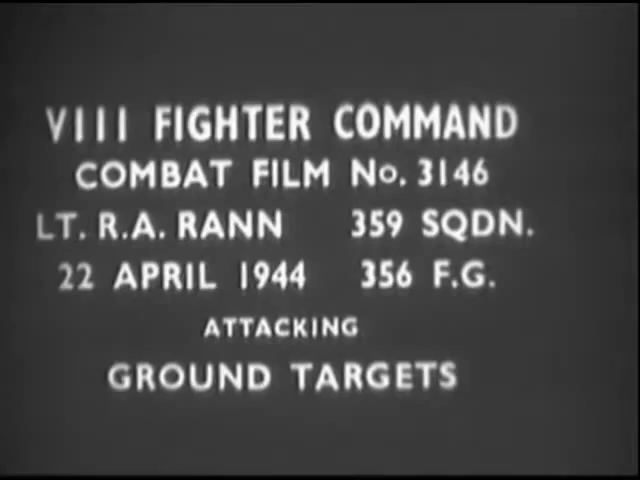 VIII FIGHTER COMMAND
COMBAT FILM No. 3146
LT. R.A. RANN 359 SQDN.
22 APRIL 1944 356 F.G.
ATTACKING
GROUND TARGETS